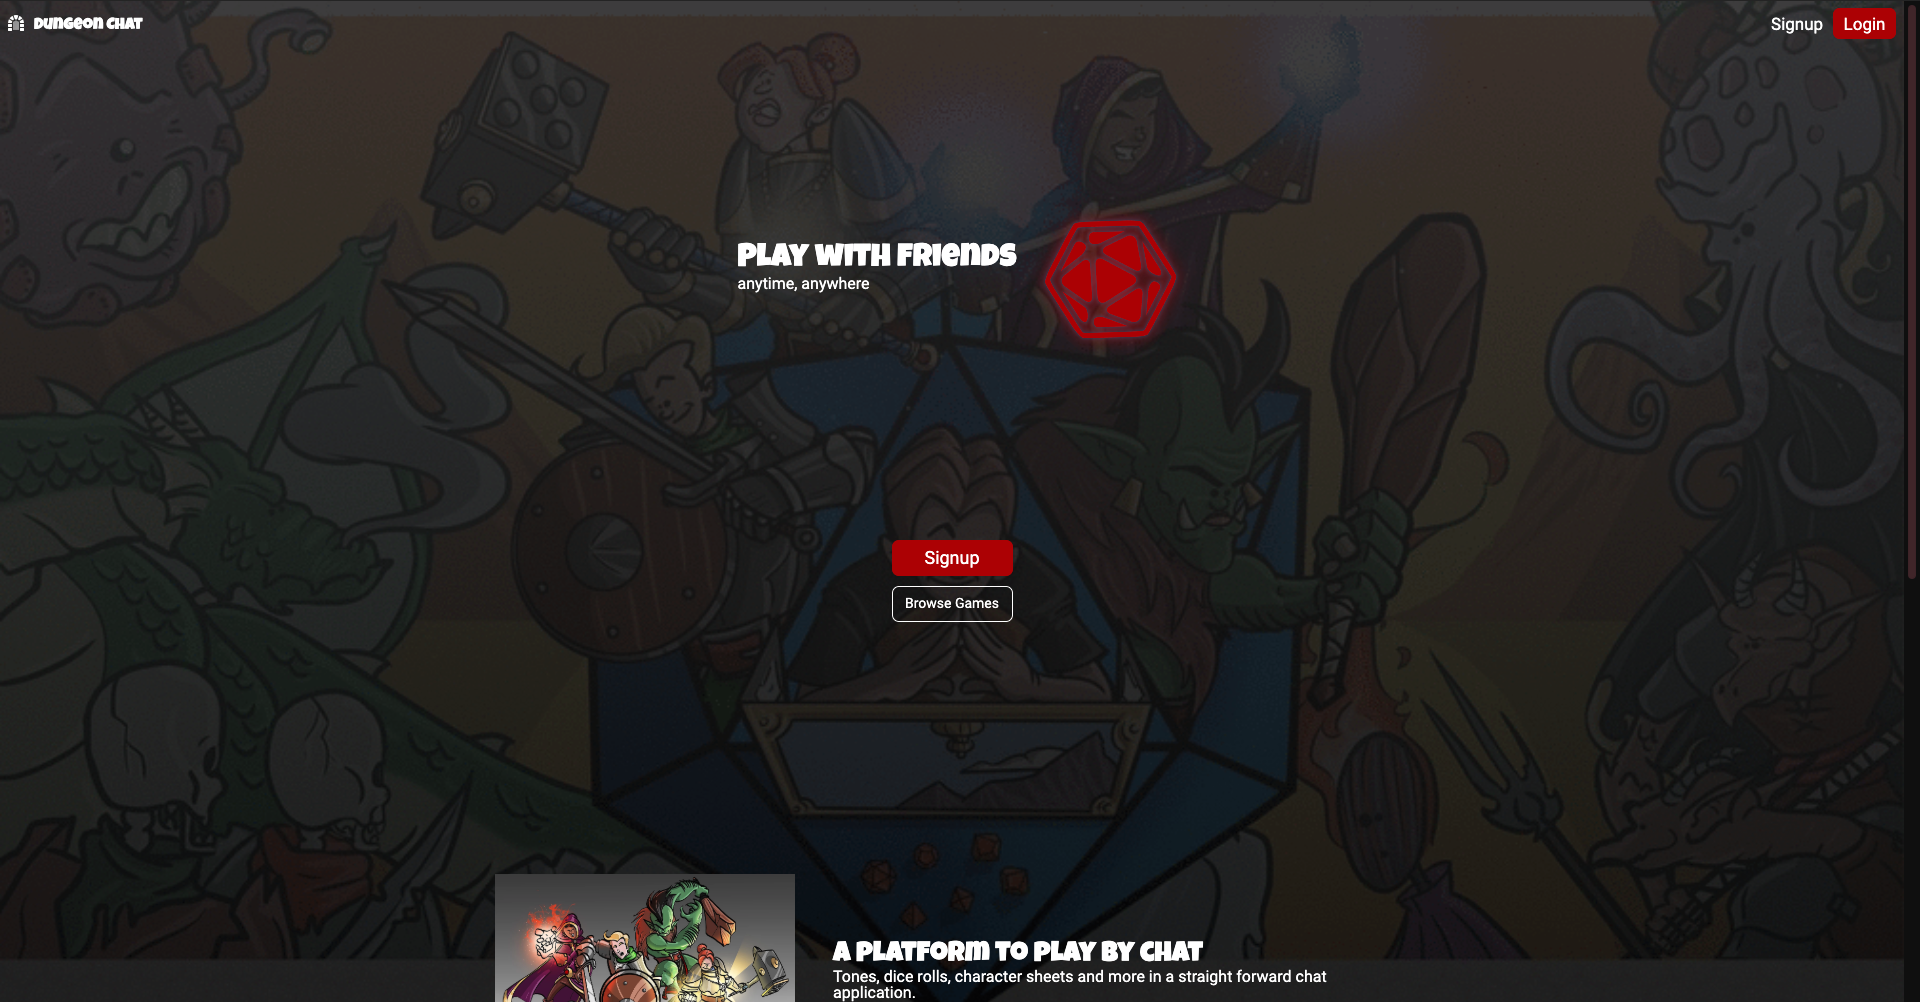 Dungeon Chat
Signup
Login
Play with Friends
anytime, anywhere
Signup
Browse Games
A platform to play by chat
Tones, dice rolls, character sheets and more in a straight forward chat
application.